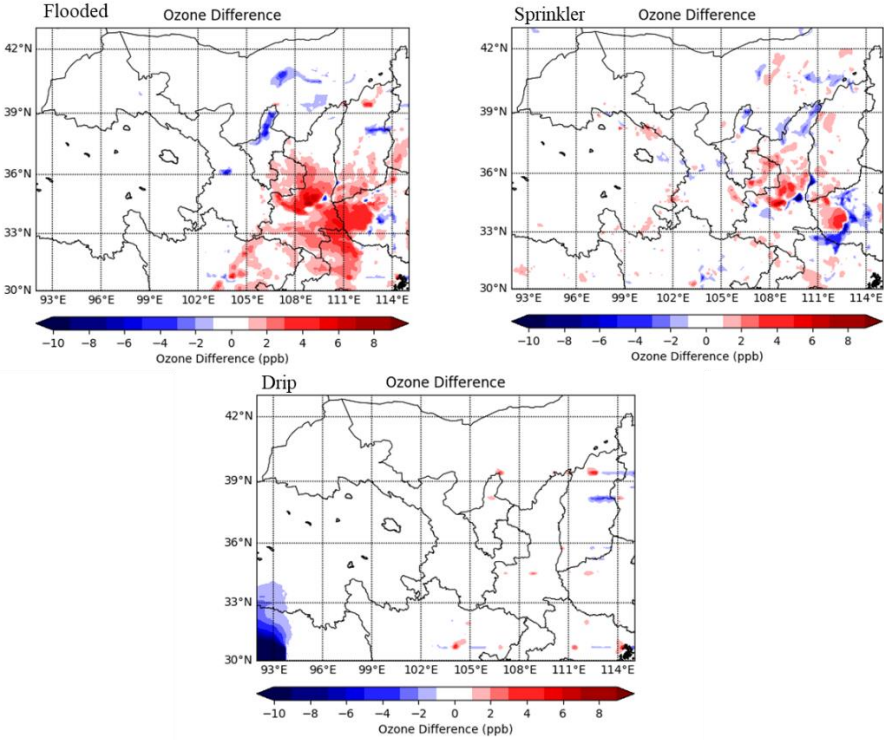 Flooded
Ozone Difference
42°N
39°N
36°N
33°N
30°N
93°E 96°E 99°E 102°E 105°E 108°E 111°E 114°E
−10 −8 −6 −4 −2 0 2 4 6 8
Ozone Difference (ppb)
Sprinkler
Ozone Difference
42°N
39°N
36°N
33°N
30°N
93°E 96°E 99°E 102°E 105°E 108°E 111°E 114°E
−10 −8 −6 −4 −2 0 2 4 6 8
Ozone Difference (ppb)
Drip
Ozone Difference
42°N
39°N
36°N
33°N
30°N
93°E 96°E 99°E 102°E 105°E 108°E 111°E 114°E
−10 −8 −6 −4 −2 0 2 4 6 8
Ozone Difference (ppb)